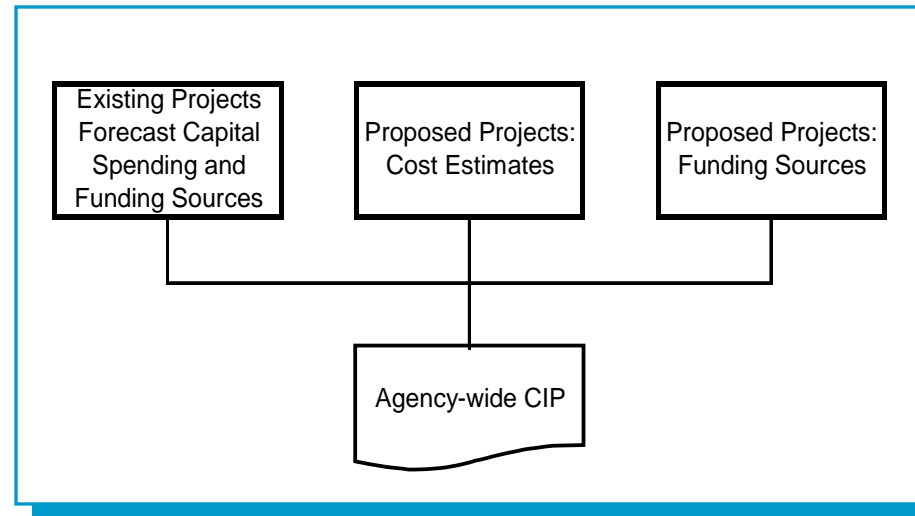 Existing Projects
Forecast Capital
Spending and
Funding Sources
Proposed Projects:
Cost Estimates
Proposed Projects:
Funding Sources
Agency-wide CIP